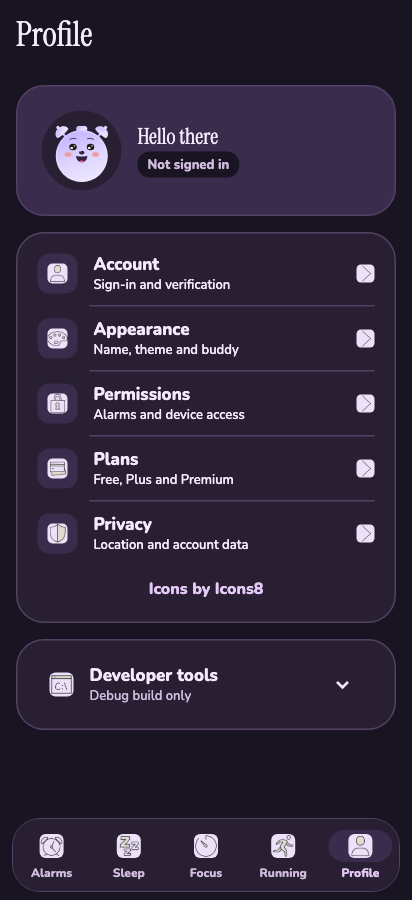 Profile
Hello there
Not signed in
Account
Sign-in and verification
Appearance
Name, theme and buddy
Permissions
Alarms and device access
Plans
Free, Plus and Premium
Privacy
Location and account data
Icons by Icons8
C:\
Developer tools
Debug build only
Alarms
Sleep
Focus
Running
Profile